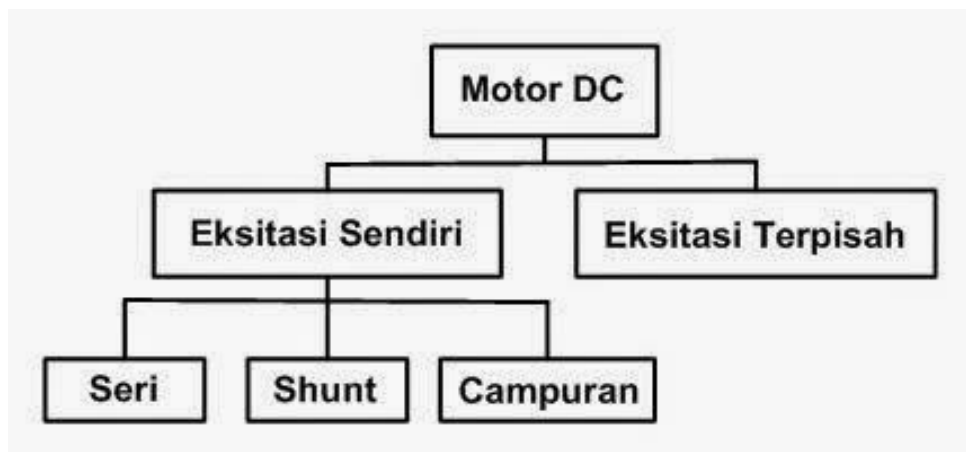 Motor DC
Eksitasi Sendiri
Eksitasi Terpisah
Seri
Shunt
Campuran